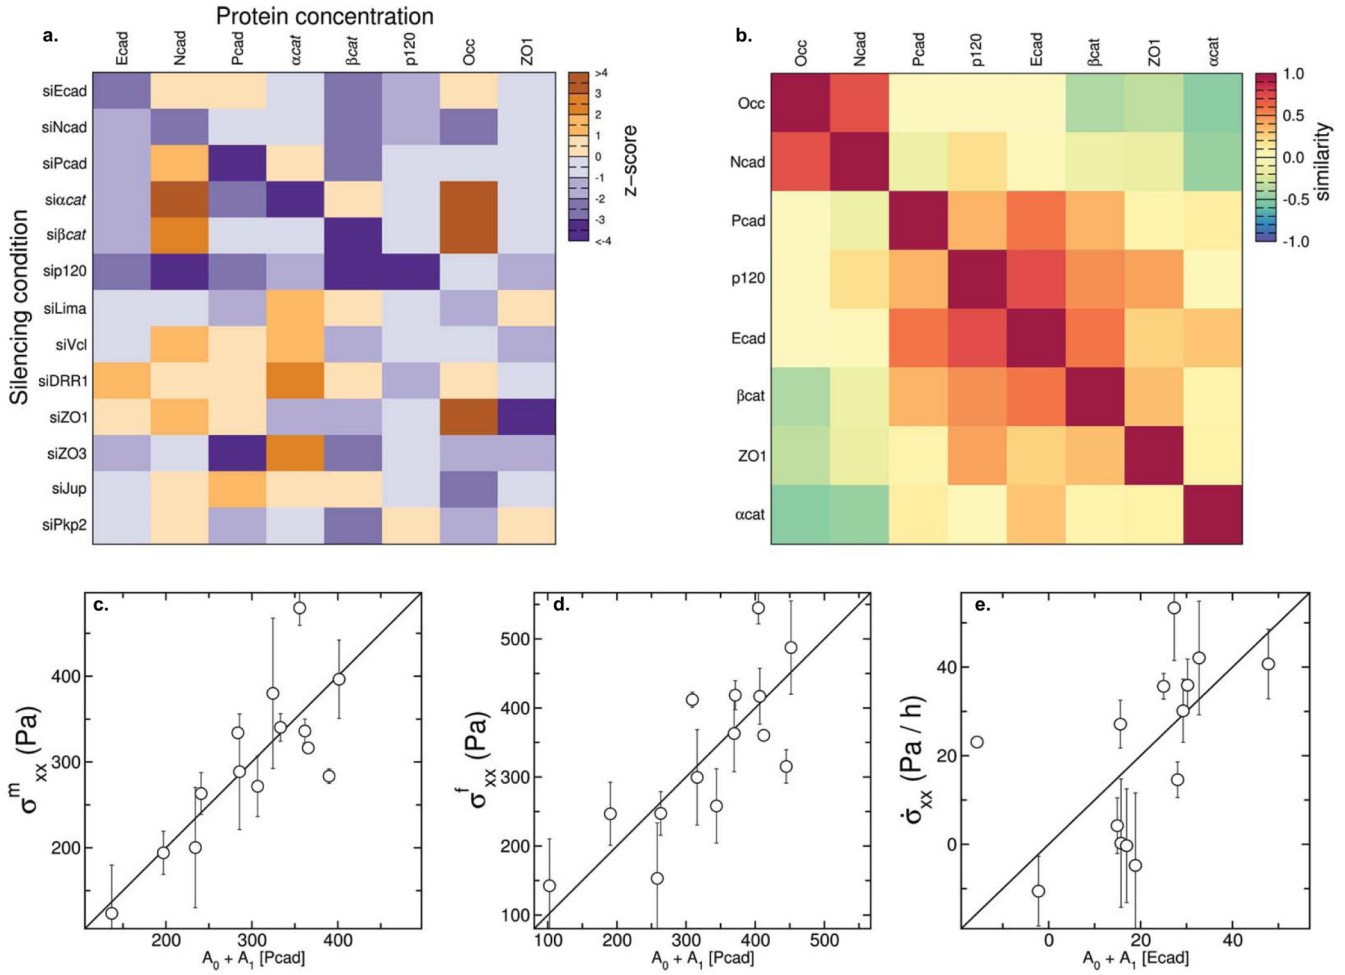 Protein concentration
a.
Ecad Ncad Pcad αcat βcat p120 Occ ZO1
Silencing condition
siEcad
siNcad
siPcad
siαcat
siβcat
sip120
siLima
siVcl
siDRR1
siZO1
siZO3
siJup
siPkp2
>4
3
2
1
0
-1
-2
-3
<-4
z-score
b.
Occ Ncad Pcad p120 Ecad βcat ZO1 αcat
Occ
Ncad
Pcad
p120
Ecad
βcat
ZO1
αcat
1.0
0.5
0.0
-0.5
-1.0
similarity
c.
σᵐxx (Pa)
400
300
200
200 300 400
A₀ + A₁ [Pcad]
d.
σᶠxx (Pa)
500
400
300
200
100
100 200 300 400 500
A₀ + A₁ [Pcad]
e.
σ̇xx (Pa / h)
40
20
0
0 20 40
A₀ + A₁ [Ecad]